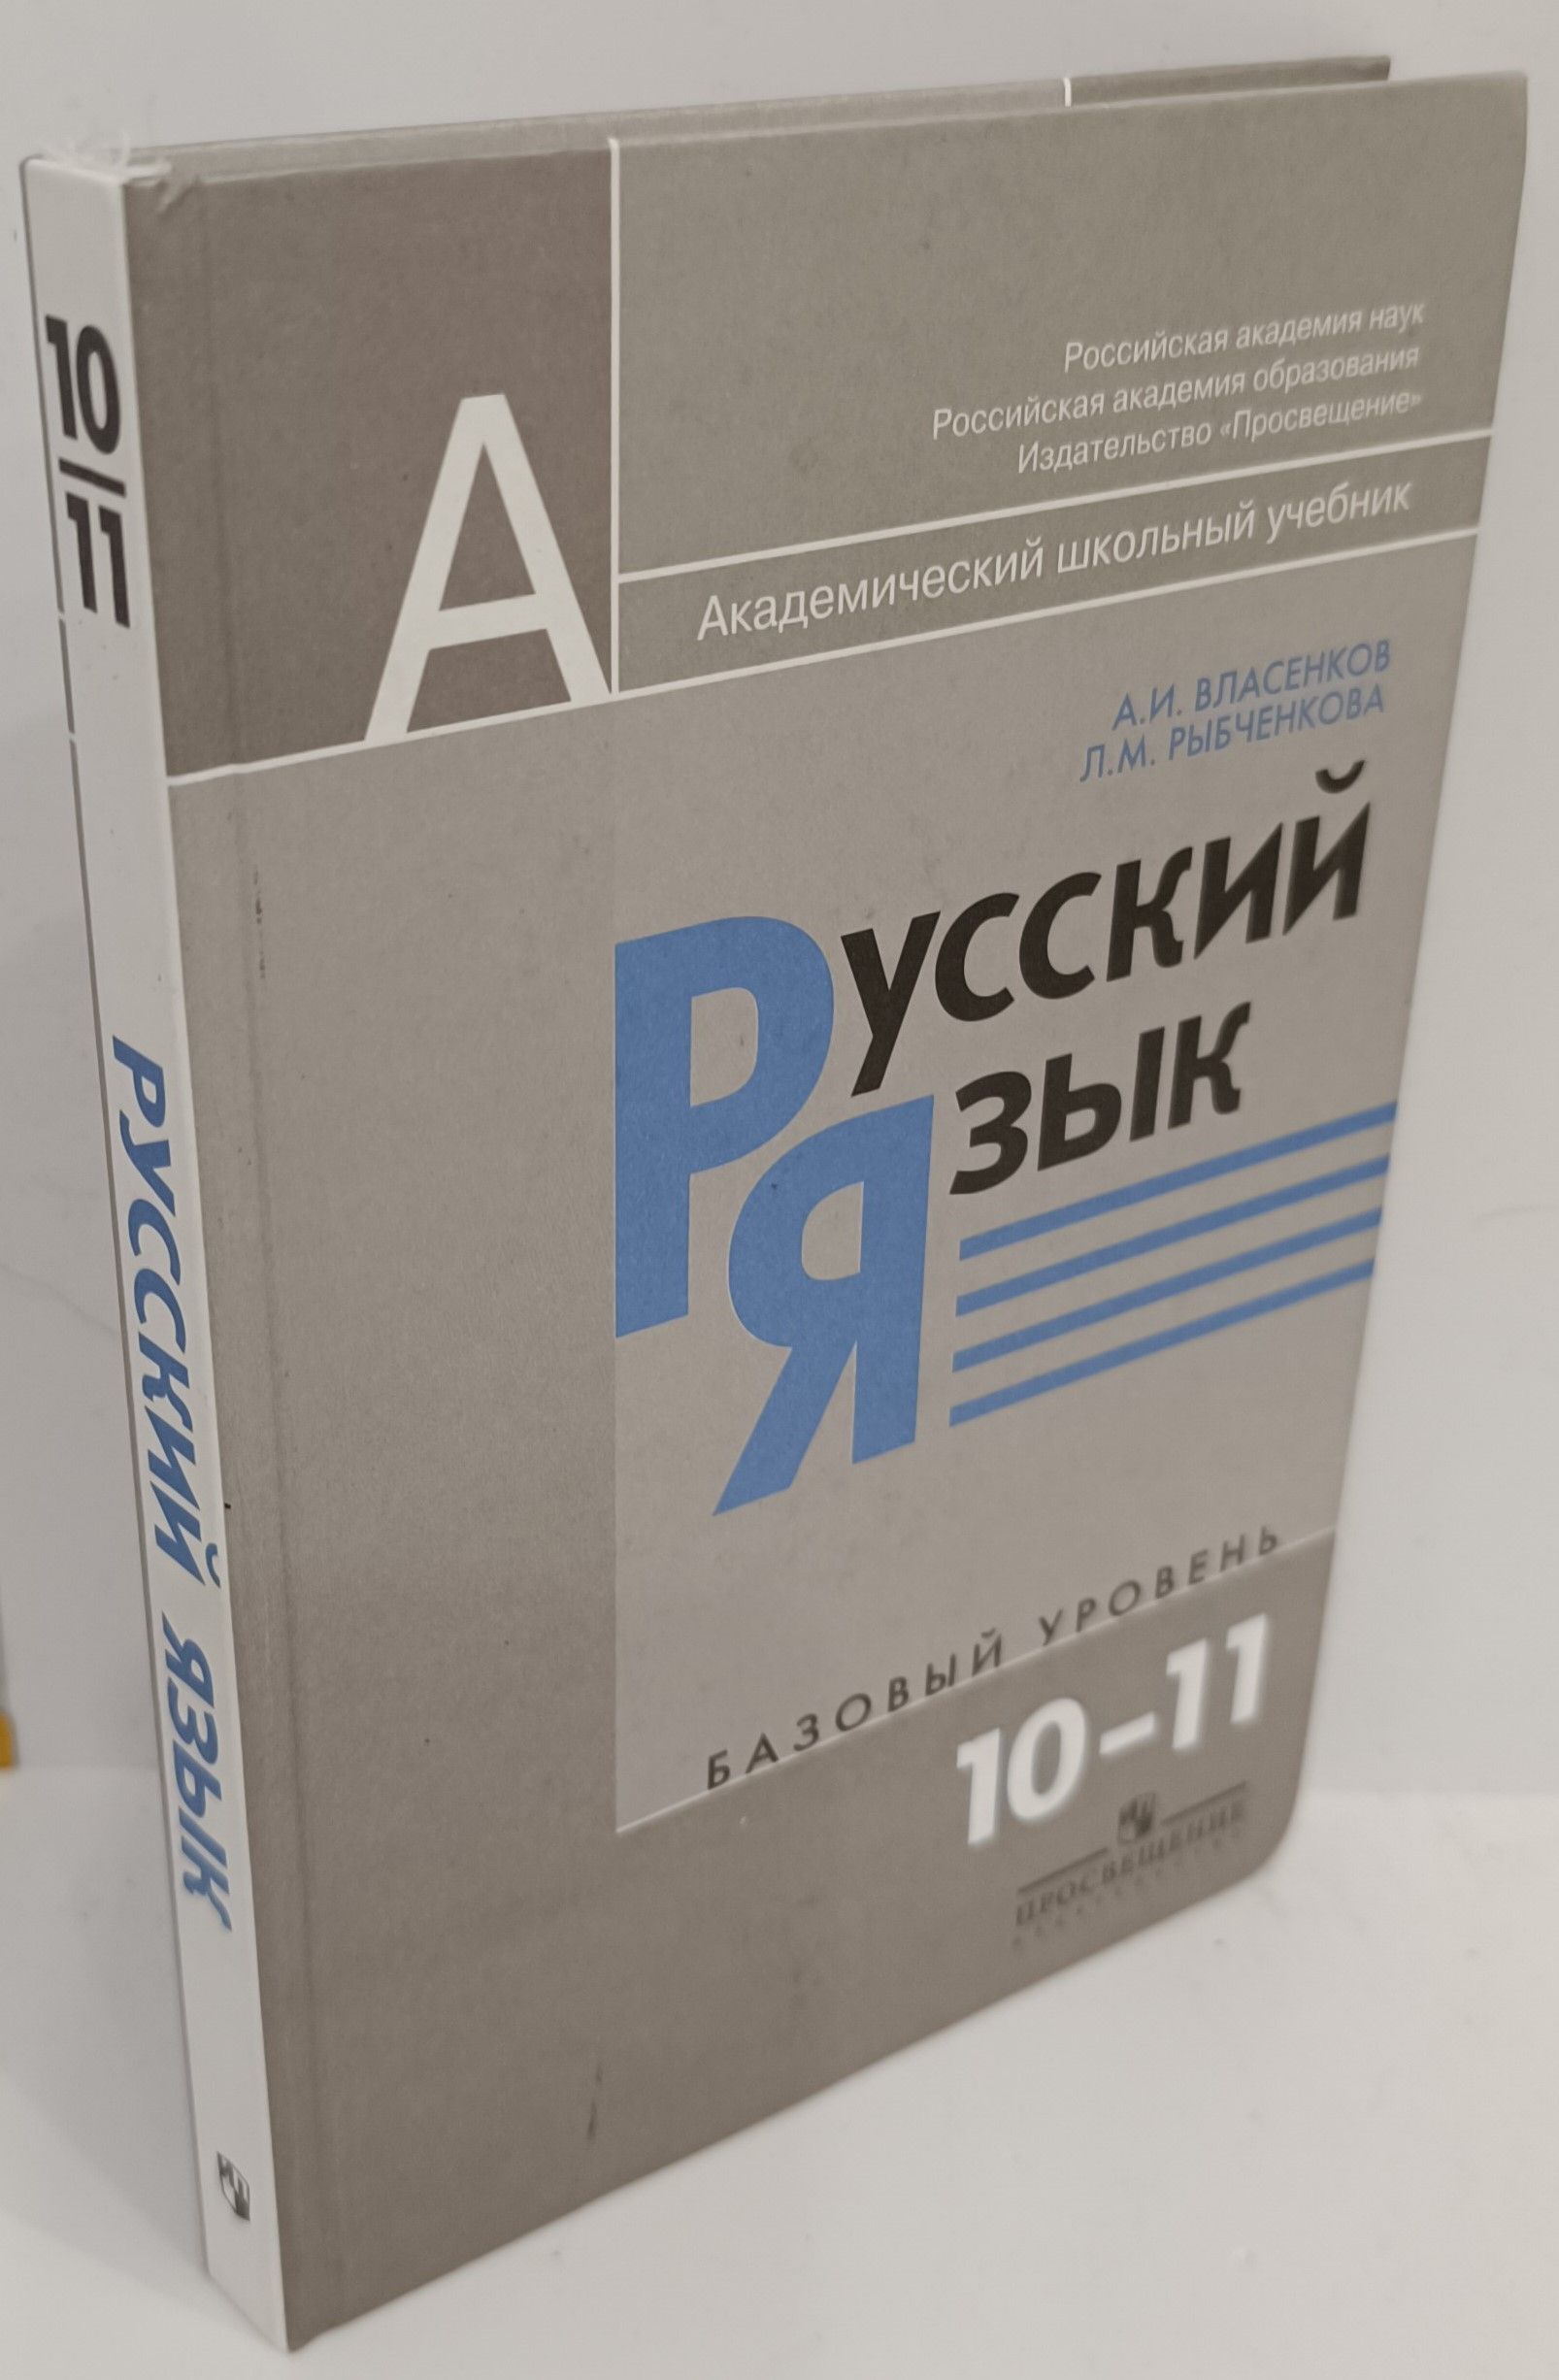 10
11
РУССКИЙ ЯЗЫК
А
Российская академия наук
Российская академия образования
Издательство «Просвещение»
Академический школьный учебник
А.И. ВЛАСЕНКОВ
Л.М. РЫБЧЕНКОВА
Русский
Язык
БАЗОВЫЙ УРОВЕНЬ
10–11
ПРОСВЕЩЕНИЕ